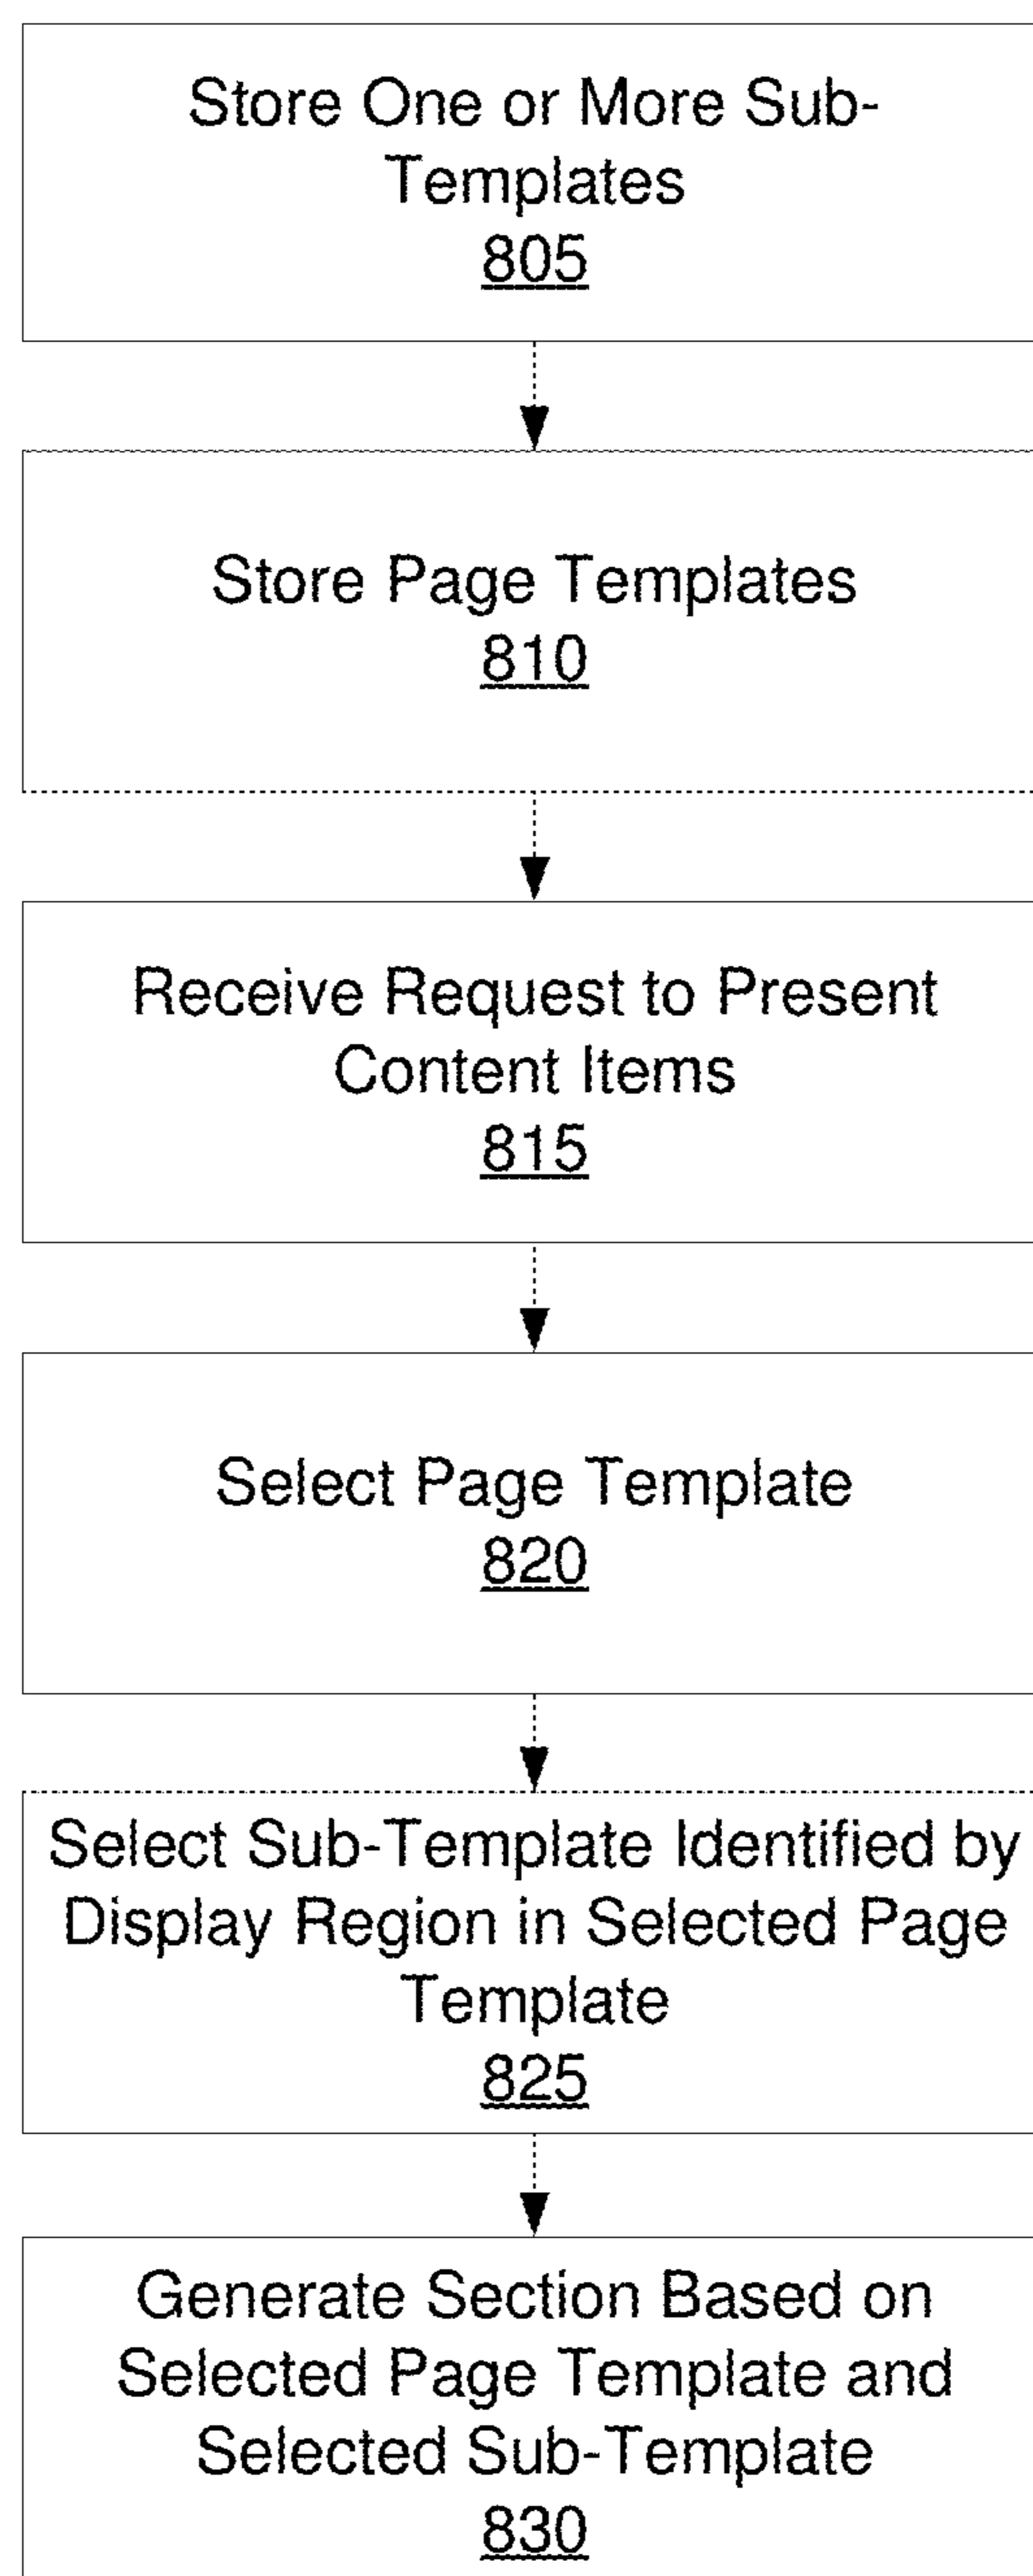 Store One or More Sub-
Templates
805
Store Page Templates
810
Receive Request to Present
Content Items
815
Select Page Template
820
Select Sub-Template Identified by
Display Region in Selected Page
Template
825
Generate Section Based on
Selected Page Template and
Selected Sub-Template
830